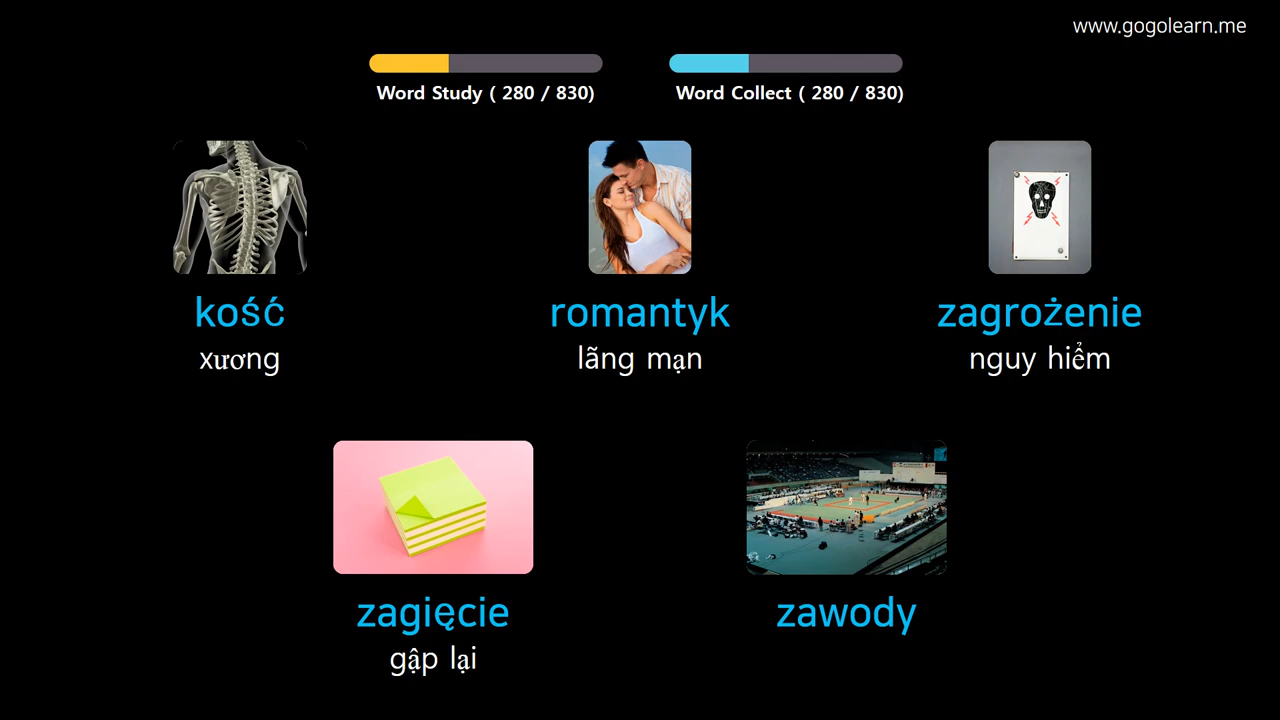 www.gogolearn.me
Word Study ( 280 / 830)
Word Collect ( 280 / 830)
kość
romantyk
zagrożenie
xương
lãng mạn
nguy hiểm
zagięcie
zawody
gập lại